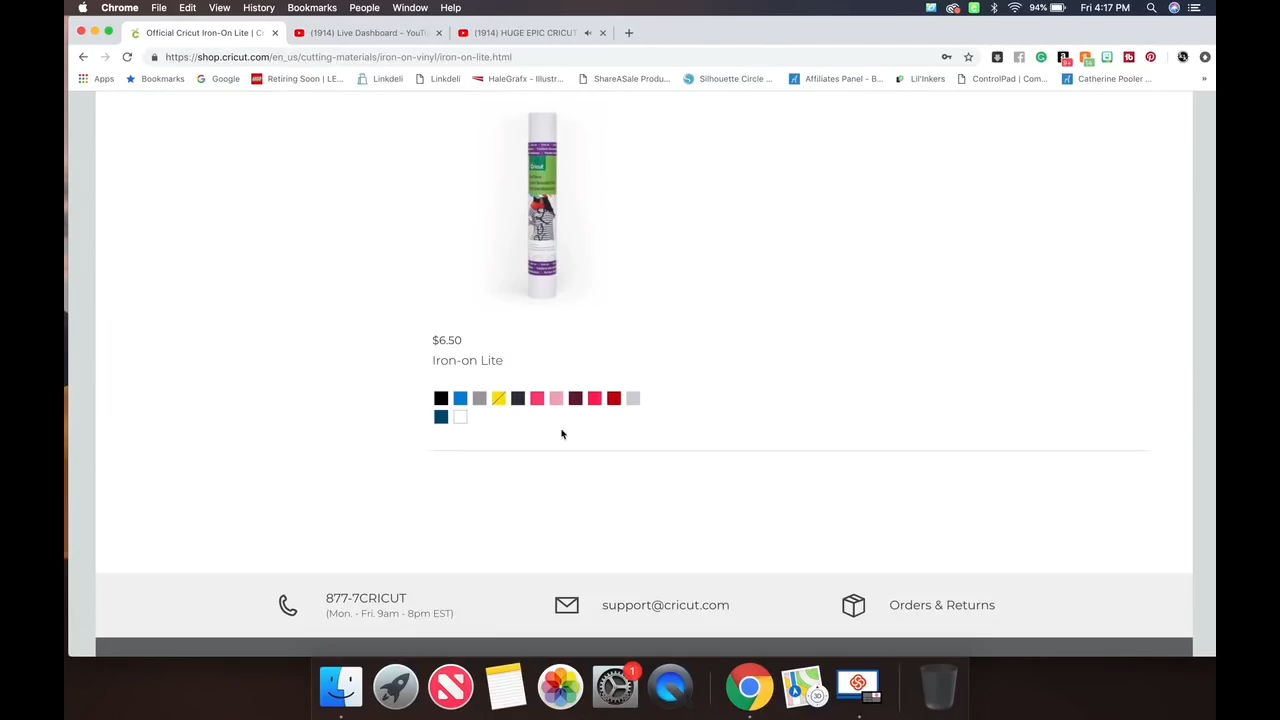 Chrome File Edit View History Bookmarks People Window Help 94% Fri 4:17 PM
Official Cricut Iron-On Lite | C (1914) Live Dashboard - YouTu (1914) HUGE EPIC CRICUT
https://shop.cricut.com/en_us/cutting-materials/iron-on-vinyl/iron-on-lite.html
Apps Bookmarks Google Retiring Soon | LE... Linkdeli Linkdeli HaleGrafx - Illustr... ShareASale Produ... Silhouette Circle ... Affiliates Panel - B... Lil'Inkers ControlPad | Com... Catherine Pooler ... »
Cricut
$6.50
Iron-on Lite
877-7CRICUT
(Mon. - Fri. 9am - 8pm EST)
support@cricut.com
Orders & Returns
1
3D